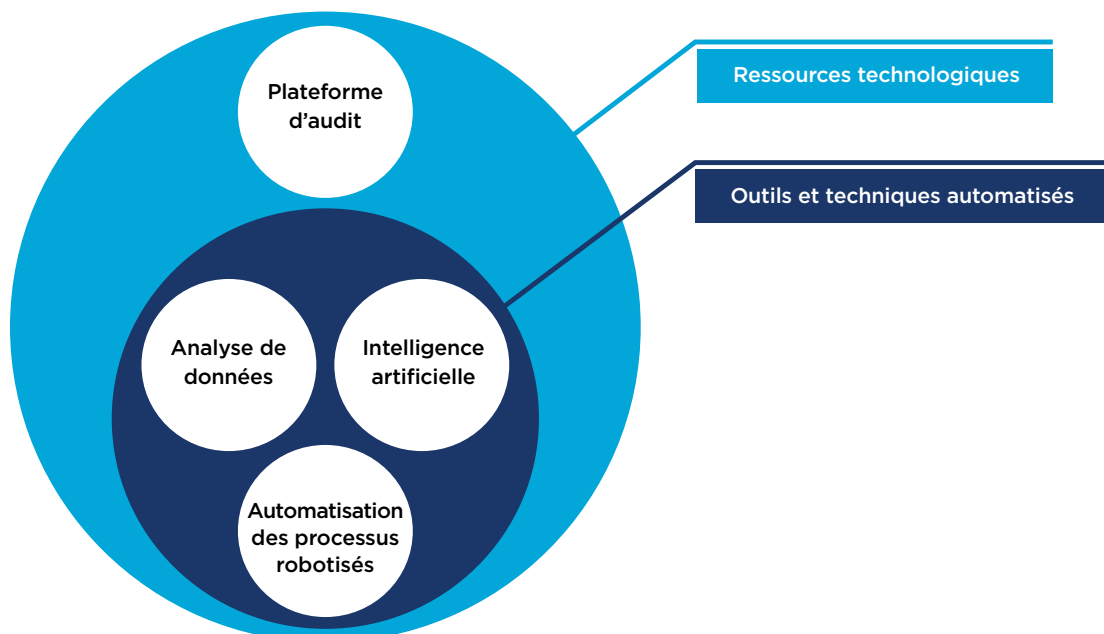 Plateforme
d’audit
Ressources technologiques
Outils et techniques automatisés
Analyse de
données
Intelligence
artificielle
Automatisation
des processus
robotisés